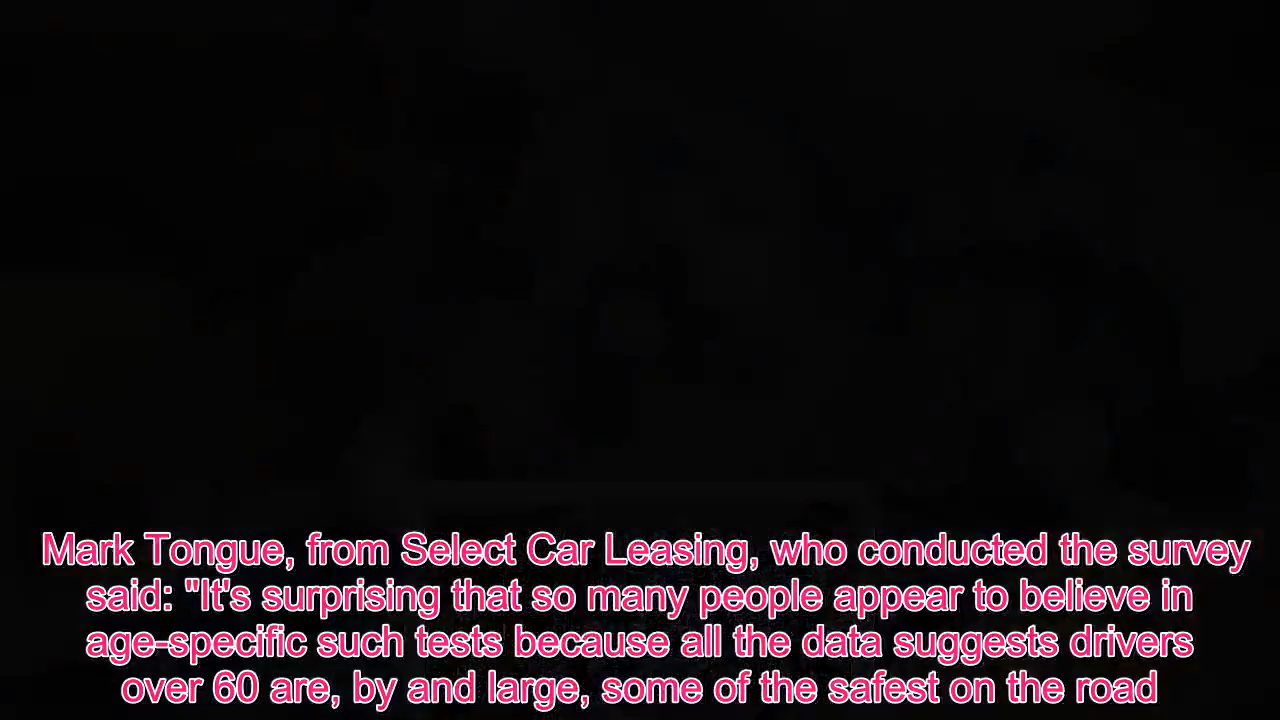 Mark Tongue, from Select Car Leasing, who conducted the survey
said: "It's surprising that so many people appear to believe in
age-specific such tests because all the data suggests drivers
over 60 are, by and large, some of the safest on the road